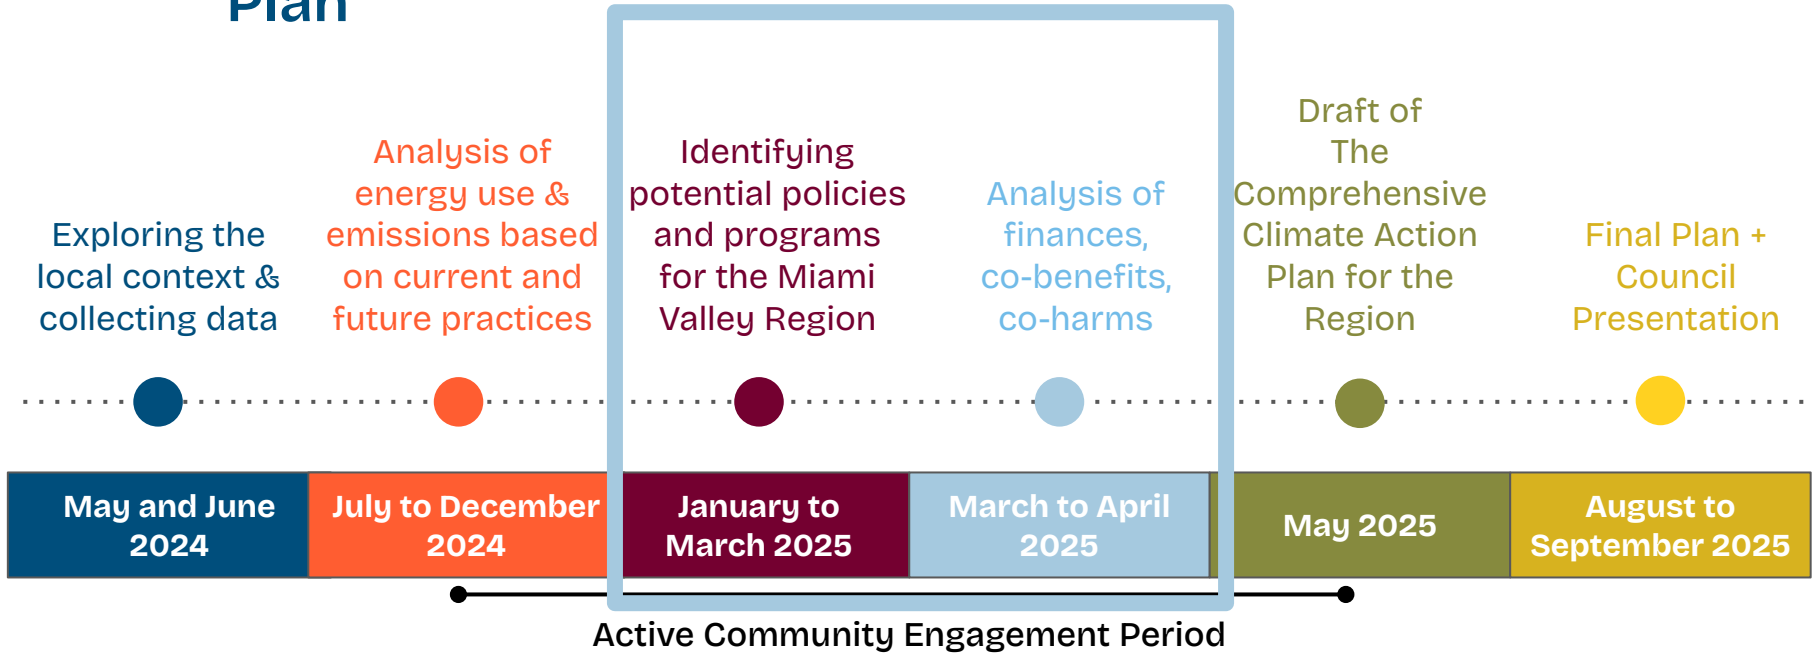 Plan
Exploring the
local context &
collecting data
Analysis of
energy use &
emissions based
on current and
future practices
Identifying
potential policies
and programs
for the Miami
Valley Region
Analysis of
finances,
co-benefits,
co-harms
Draft of
The
Comprehensive
Climate Action
Plan for the
Region
Final Plan +
Council
Presentation
May and June
2024
July to December
2024
January to
March 2025
March to April
2025
May 2025
August to
September 2025
Active Community Engagement Period